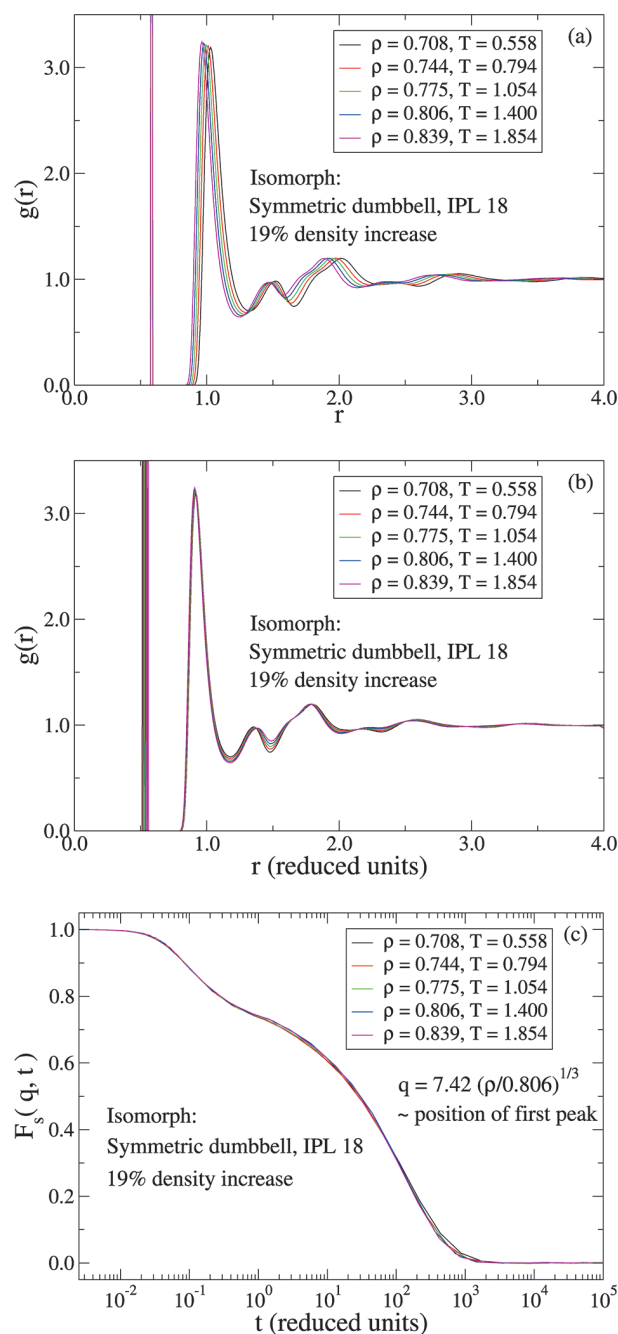 (a)
g(r)
3.0
2.0
1.0
0.0
ρ = 0.708, T = 0.558
ρ = 0.744, T = 0.794
ρ = 0.775, T = 1.054
ρ = 0.806, T = 1.400
ρ = 0.839, T = 1.854
Isomorph:
Symmetric dumbbell, IPL 18
19% density increase
0.0 1.0 2.0 3.0 4.0
r
(b)
g(r)
3.0
2.0
1.0
0.0
ρ = 0.708, T = 0.558
ρ = 0.744, T = 0.794
ρ = 0.775, T = 1.054
ρ = 0.806, T = 1.400
ρ = 0.839, T = 1.854
Isomorph:
Symmetric dumbbell, IPL 18
19% density increase
0.0 1.0 2.0 3.0 4.0
r (reduced units)
(c)
F_s( q, t )
1.0
0.8
0.6
0.4
0.2
0.0
ρ = 0.708, T = 0.558
ρ = 0.744, T = 0.794
ρ = 0.775, T = 1.054
ρ = 0.806, T = 1.400
ρ = 0.839, T = 1.854
q = 7.42 (ρ/0.806)^1/3
~ position of first peak
Isomorph:
Symmetric dumbbell, IPL 18
19% density increase
10^-2 10^-1 10^0 10^1 10^2 10^3 10^4 10^5
t (reduced units)